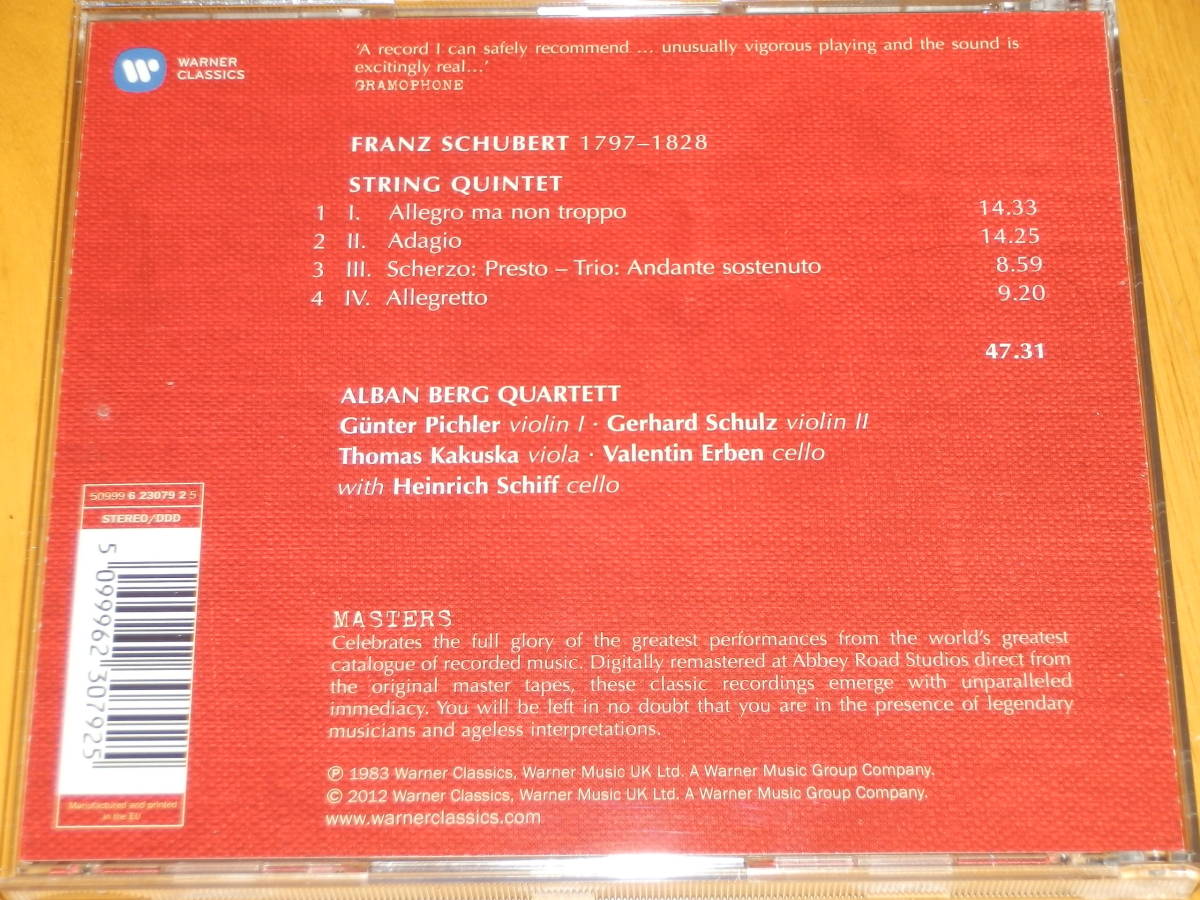 WARNER
CLASSICS
'A record I can safely recommend ... unusually vigorous playing and the sound is
excitingly real...'
GRAMOPHONE
FRANZ SCHUBERT 1797–1828
STRING QUINTET
1 I. Allegro ma non troppo 14.33
2 II. Adagio 14.25
3 III. Scherzo: Presto – Trio: Andante sostenuto 8.59
4 IV. Allegretto 9.20
47.31
ALBAN BERG QUARTETT
Günter Pichler violin I · Gerhard Schulz violin II
Thomas Kakuska viola · Valentin Erben cello
with Heinrich Schiff cello
50999 6 23079 2 5
STEREO/DDD
5 099962 307925
Manufactured and printed
in the EU
MASTERS
Celebrates the full glory of the greatest performances from the world's greatest
catalogue of recorded music. Digitally remastered at Abbey Road Studios direct from
the original master tapes, these classic recordings emerge with unparalleled
immediacy. You will be left in no doubt that you are in the presence of legendary
musicians and ageless interpretations.
℗ 1983 Warner Classics, Warner Music UK Ltd. A Warner Music Group Company.
© 2012 Warner Classics, Warner Music UK Ltd. A Warner Music Group Company.
www.warnerclassics.com